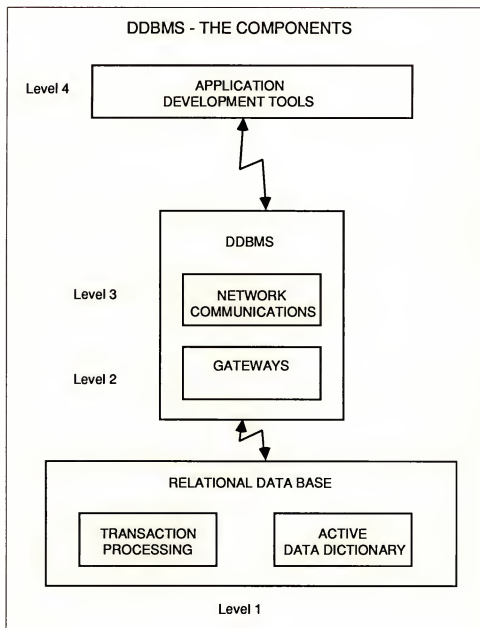 DDBMS - THE COMPONENTS
Level 4
APPLICATION
DEVELOPMENT TOOLS
DDBMS
Level 3
NETWORK
COMMUNICATIONS
Level 2
GATEWAYS
RELATIONAL DATA BASE
TRANSACTION
PROCESSING
ACTIVE
DATA DICTIONARY
Level 1